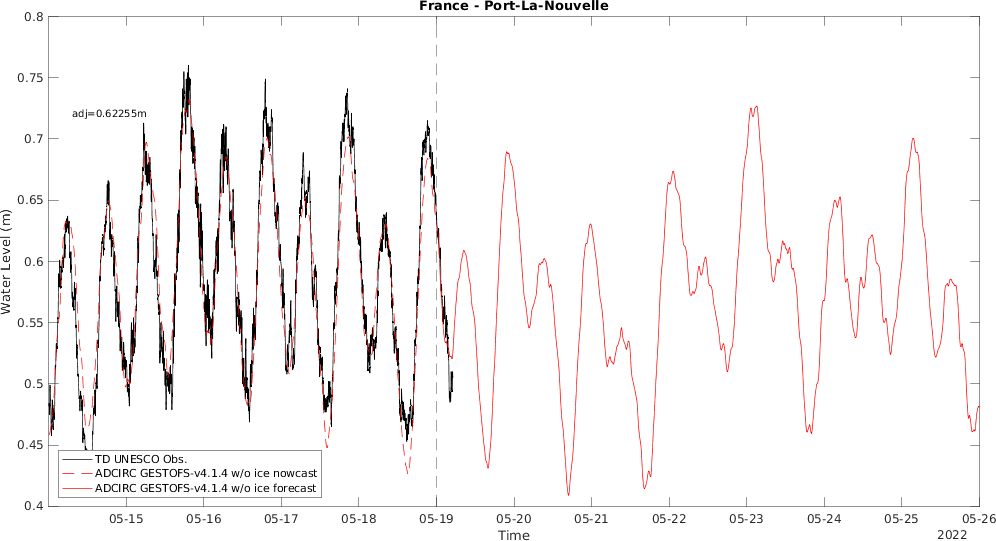 France - Port-La-Nouvelle
0.8
0.75
0.7
0.65
0.6
0.55
0.5
0.45
0.4
Water Level (m)
adj=0.62255m
TD UNESCO Obs.
ADCIRC GESTOFS-v4.1.4 w/o ice nowcast
ADCIRC GESTOFS-v4.1.4 w/o ice forecast
05-15 05-16 05-17 05-18 05-19 05-20 05-21 05-22 05-23 05-24 05-25 05-26
Time
2022